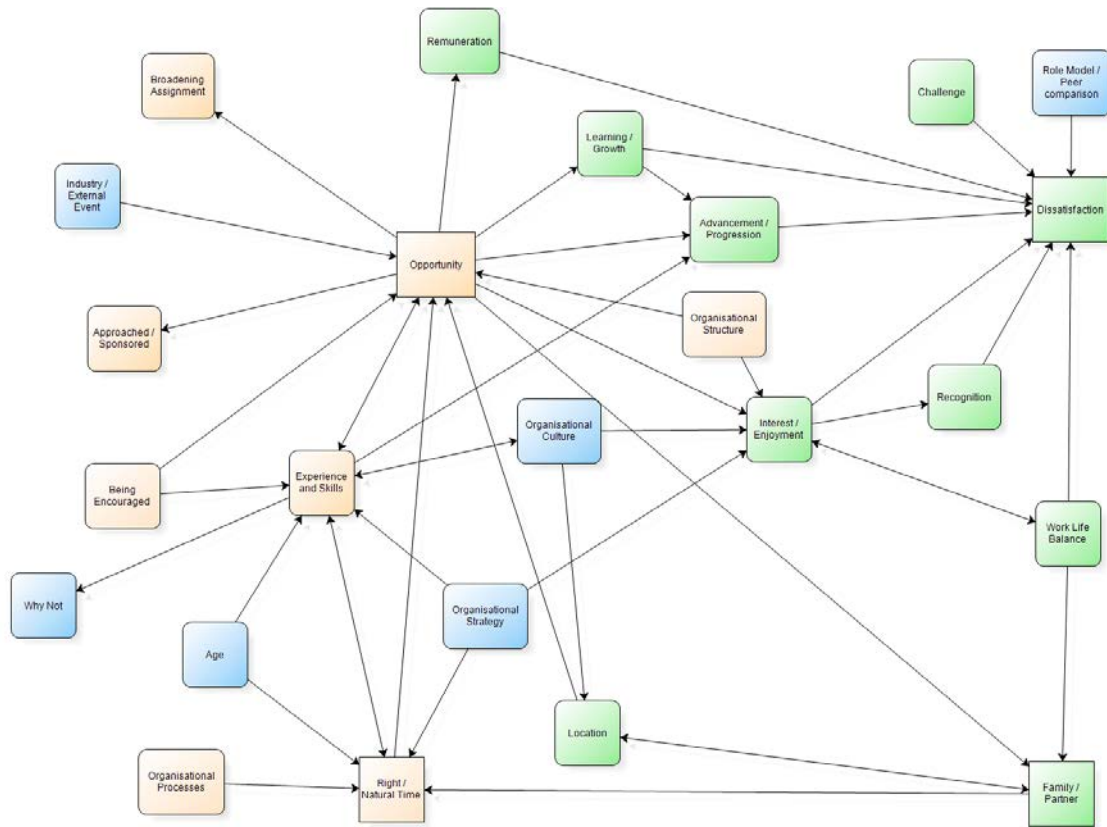 Remuneration
Broadening
Assignment
Challenge
Role Model /
Peer
comparison
Learning /
Growth
Industry /
External
Event
Dissatisfaction
Advancement /
Progression
Opportunity
Approached /
Sponsored
Organisational
Structure
Recognition
Organisational
Culture
Interest /
Enjoyment
Experience
and Skills
Being
Encouraged
Work Life
Balance
Why Not
Organisational
Strategy
Age
Location
Organisational
Processes
Right /
Natural Time
Family /
Partner